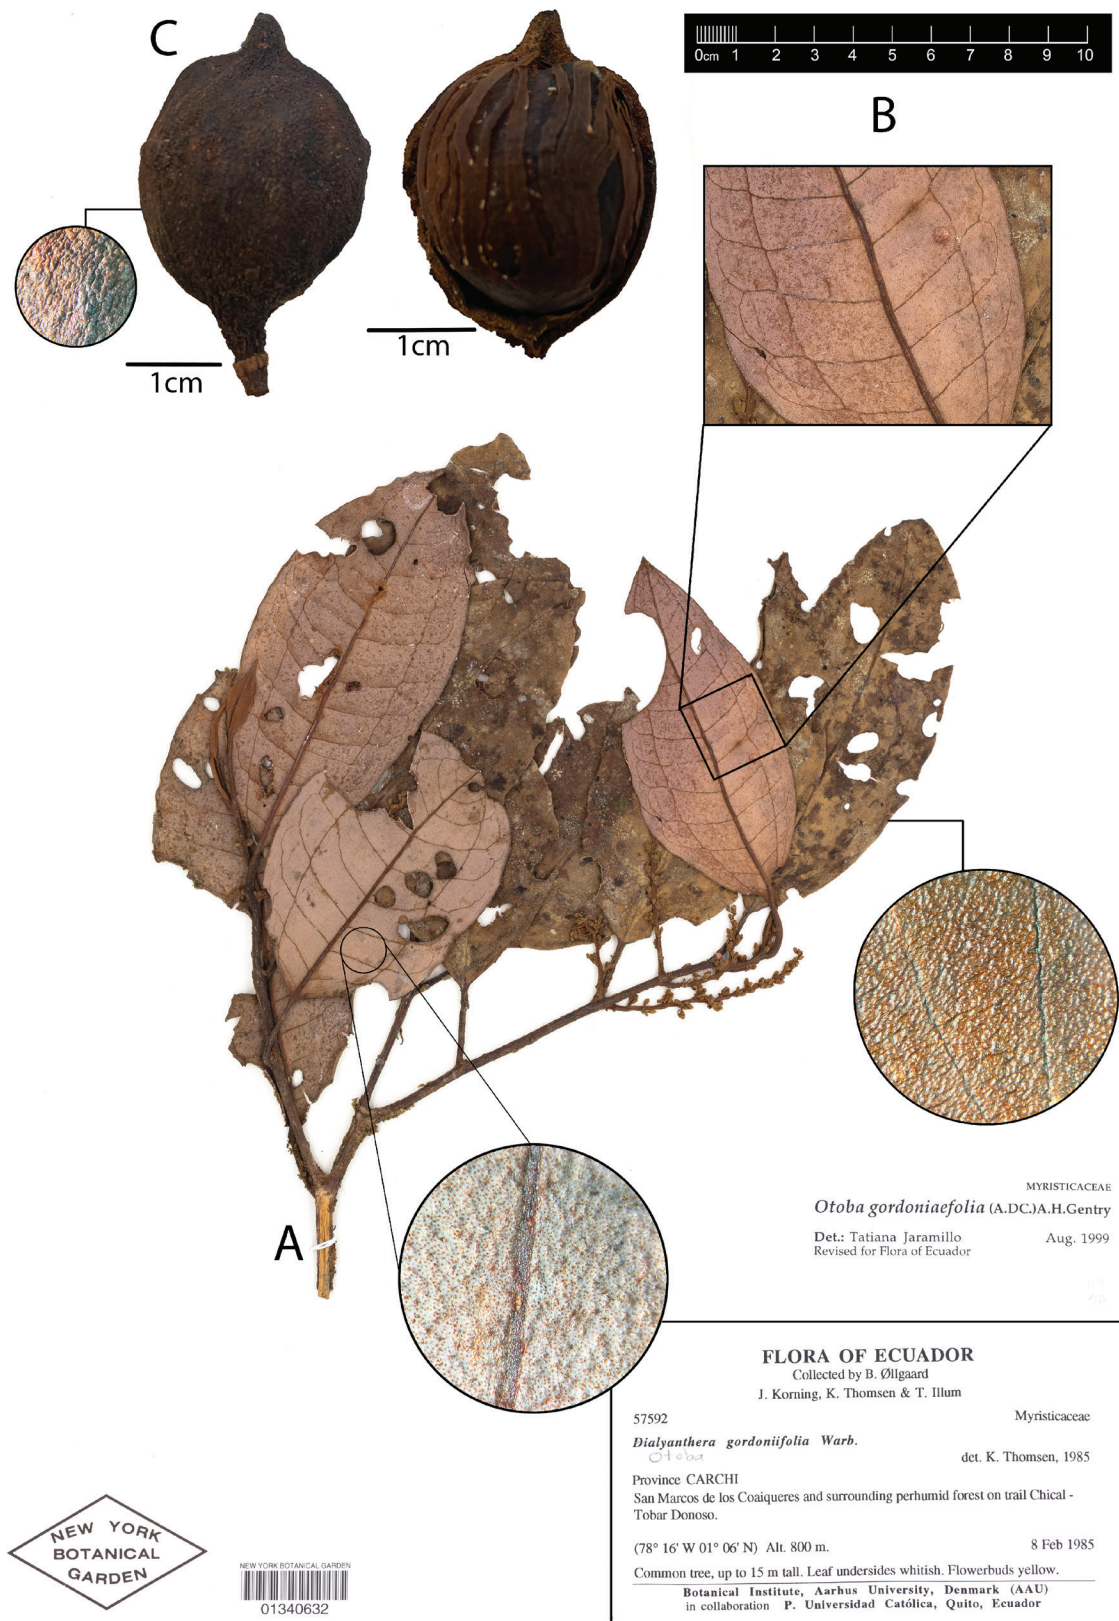 C
0cm 1 2 3 4 5 6 7 8 9 10
B
1cm
1cm
A
MYRISTICACEAE
Otoba gordoniaefolia (A.DC.)A.H.Gentry
Det.: Tatiana Jaramillo Aug. 1999
Revised for Flora of Ecuador
FLORA OF ECUADOR
Collected by B. Øllgaard
J. Korning, K. Thomsen & T. Illum
57592 Myristicaceae
Dialyanthera gordoniifolia Warb.
Otoba
det. K. Thomsen, 1985
Province CARCHI
San Marcos de los Coaiqueres and surrounding perhumid forest on trail Chical -
Tobar Donoso.
(78° 16' W 01° 06' N) Alt. 800 m. 8 Feb 1985
Common tree, up to 15 m tall. Leaf undersides whitish. Flowerbuds yellow.
Botanical Institute, Aarhus University, Denmark (AAU)
in collaboration P. Universidad Católica, Quito, Ecuador
NEW YORK
BOTANICAL
GARDEN
NEW YORK BOTANICAL GARDEN
01340632